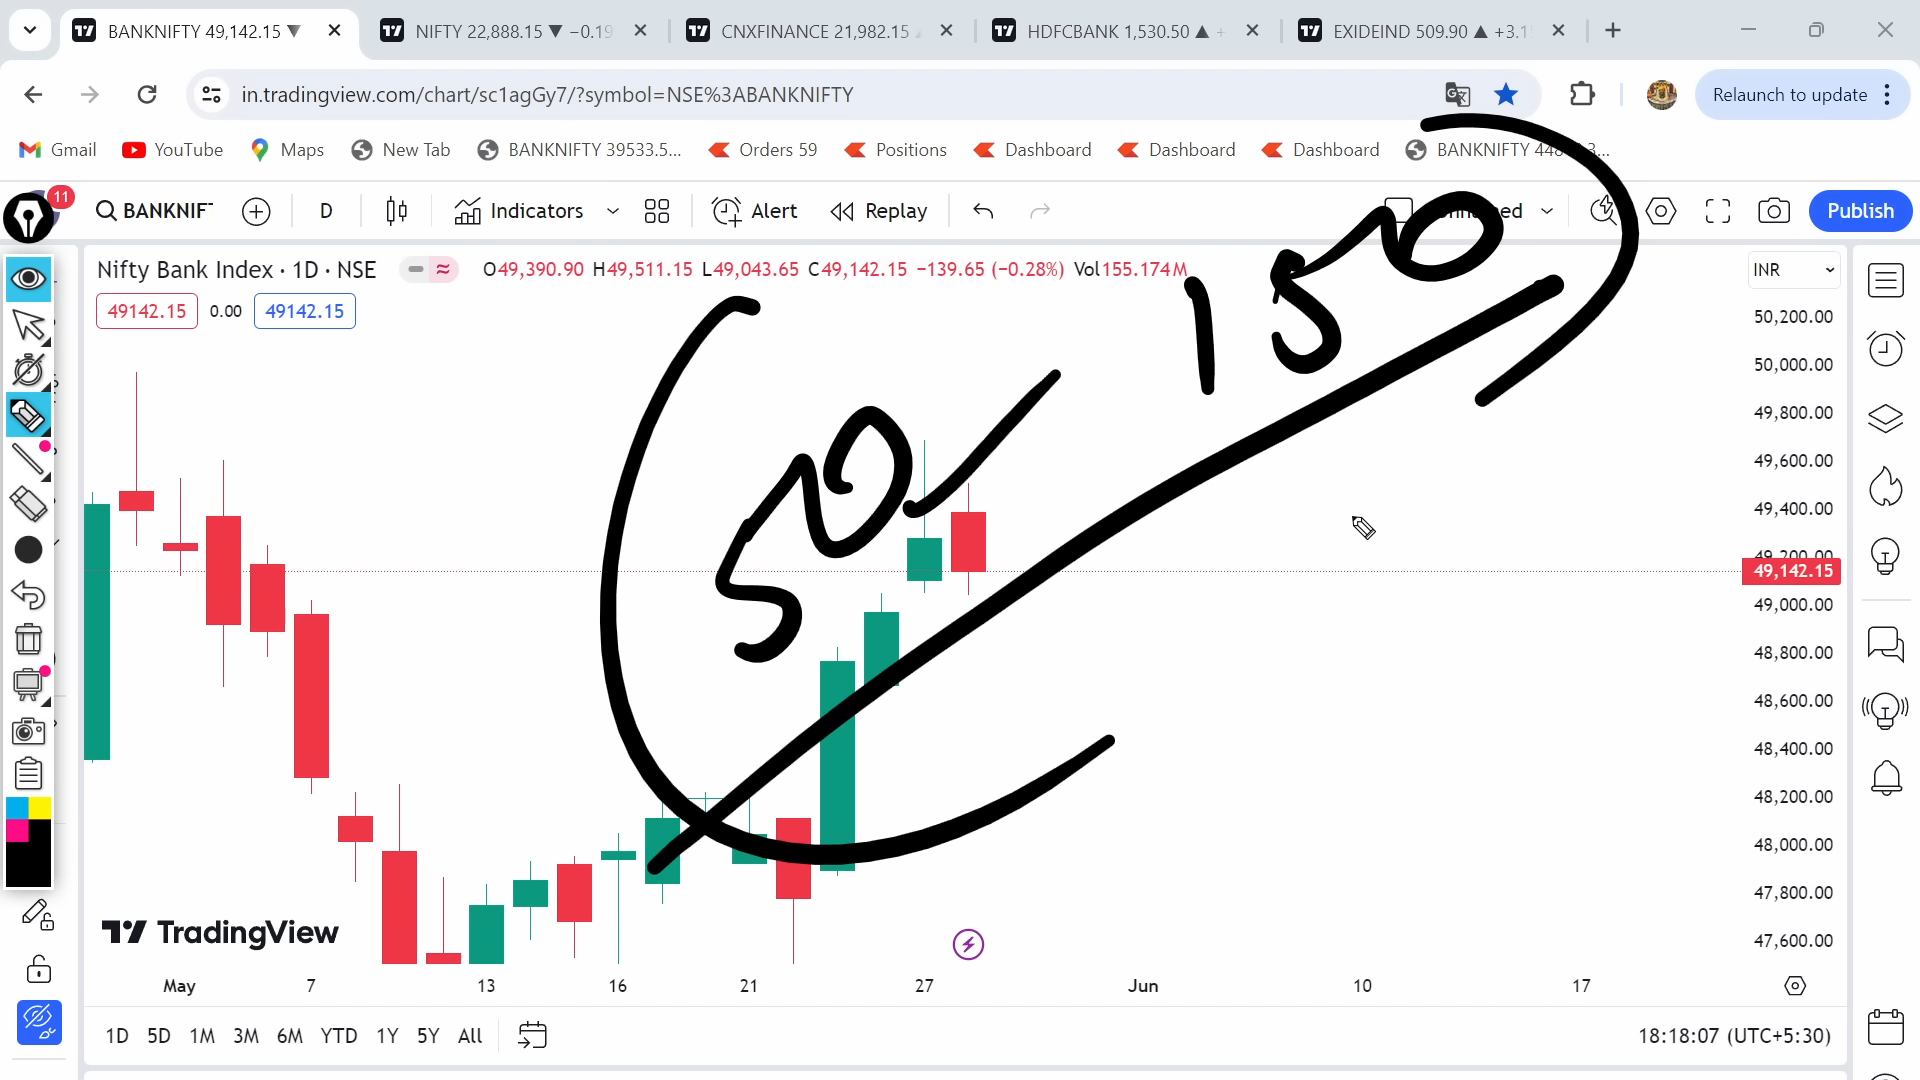 BANKNIFTY 49,142.15 ▼
NIFTY 22,888.15 ▼ −0.19
CNXFINANCE 21,982.15
HDFCBANK 1,530.50 ▲ +
EXIDEIND 509.90 ▲ +3.1
in.tradingview.com/chart/sc1agGy7/?symbol=NSE%3ABANKNIFTY
Relaunch to update
Gmail
YouTube
Maps
New Tab
BANKNIFTY 39533.5...
Orders 59
Positions
Dashboard
Dashboard
Dashboard
BANKNIFTY
11
BANKNIF
D
Indicators
Alert
Replay
Publish
Nifty Bank Index · 1D · NSE
O49,390.90 H49,511.15 L49,043.65 C49,142.15 −139.65 (−0.28%) Vol155.174M
INR
49142.15
0.00
49142.15
150
50
50,200.00
50,000.00
49,800.00
49,600.00
49,400.00
49,200.00
49,142.15
49,000.00
48,800.00
48,600.00
48,400.00
48,200.00
48,000.00
47,800.00
47,600.00
TradingView
May 7 13 16 21 27 Jun 10 17
1D 5D 1M 3M 6M YTD 1Y 5Y All
18:18:07 (UTC+5:30)